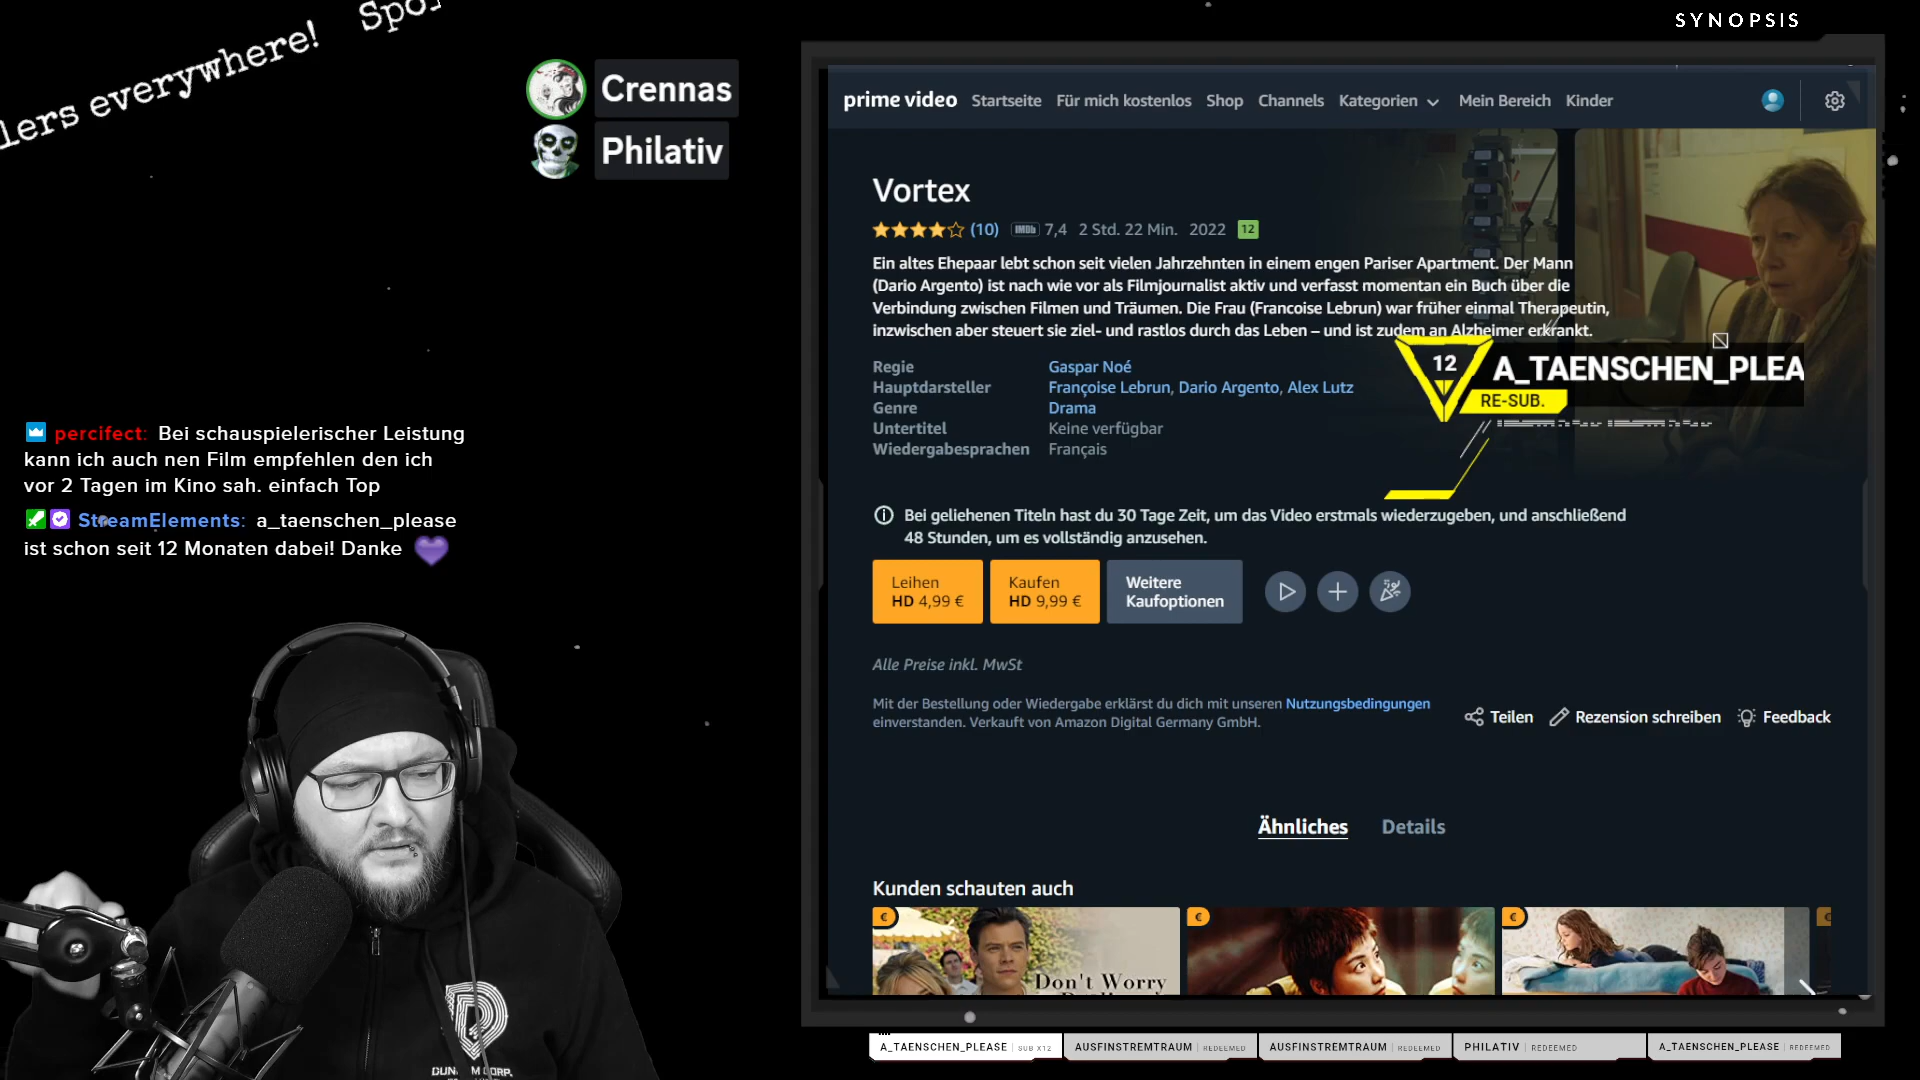 SYNOPSIS
lers everywhere!
Crennas
Philativ
prime video Startseite Für mich kostenlos Shop Channels Kategorien Mein Bereich Kinder
Vortex
(10) IMDb 7,4 2 Std. 22 Min. 2022 12
Ein altes Ehepaar lebt schon seit vielen Jahrzehnten in einem engen Pariser Apartment. Der Mann
(Dario Argento) ist nach wie vor als Filmjournalist aktiv und verfasst momentan ein Buch über die
Verbindung zwischen Filmen und Träumen. Die Frau (Francoise Lebrun) war früher einmal Therapeutin,
inzwischen aber steuert sie ziel- und rastlos durch das Leben – und ist zudem an Alzheimer erkrankt.
Regie Gaspar Noé
Hauptdarsteller Françoise Lebrun, Dario Argento, Alex Lutz
Genre Drama
Untertitel Keine verfügbar
Wiedergabesprachen Français
12 A_TAENSCHEN_PLEA
RE-SUB.
percifect: Bei schauspielerischer Leistung
kann ich auch nen Film empfehlen den ich
vor 2 Tagen im Kino sah. einfach Top
StreamElements: a_taenschen_please
ist schon seit 12 Monaten dabei! Danke
Bei geliehenen Titeln hast du 30 Tage Zeit, um das Video erstmals wiederzugeben, und anschließend
48 Stunden, um es vollständig anzusehen.
Leihen
HD 4,99 €
Kaufen
HD 9,99 €
Weitere
Kaufoptionen
Alle Preise inkl. MwSt
Mit der Bestellung oder Wiedergabe erklärst du dich mit unseren Nutzungsbedingungen
einverstanden. Verkauft von Amazon Digital Germany GmbH.
Teilen Rezension schreiben Feedback
Ähnliches Details
Kunden schauten auch
€ € € €
Don't Worry
A_TAENSCHEN_PLEASE SUB X12 AUSFINSTREMTRAUM REDEEMED AUSFINSTREMTRAUM REDEEMED PHILATIV REDEEMED A_TAENSCHEN_PLEASE REDEEMED